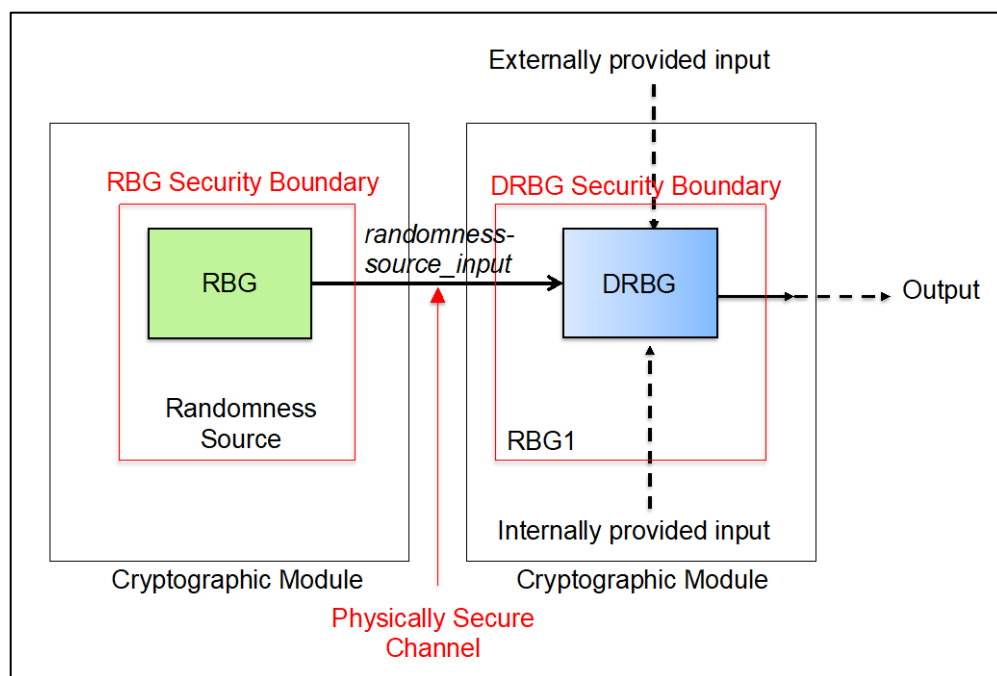 Externally provided input
RBG Security Boundary
DRBG Security Boundary
randomness-
source_input
RBG
DRBG
Output
Randomness
Source
RBG1
Internally provided input
Cryptographic Module
Cryptographic Module
Physically Secure
Channel